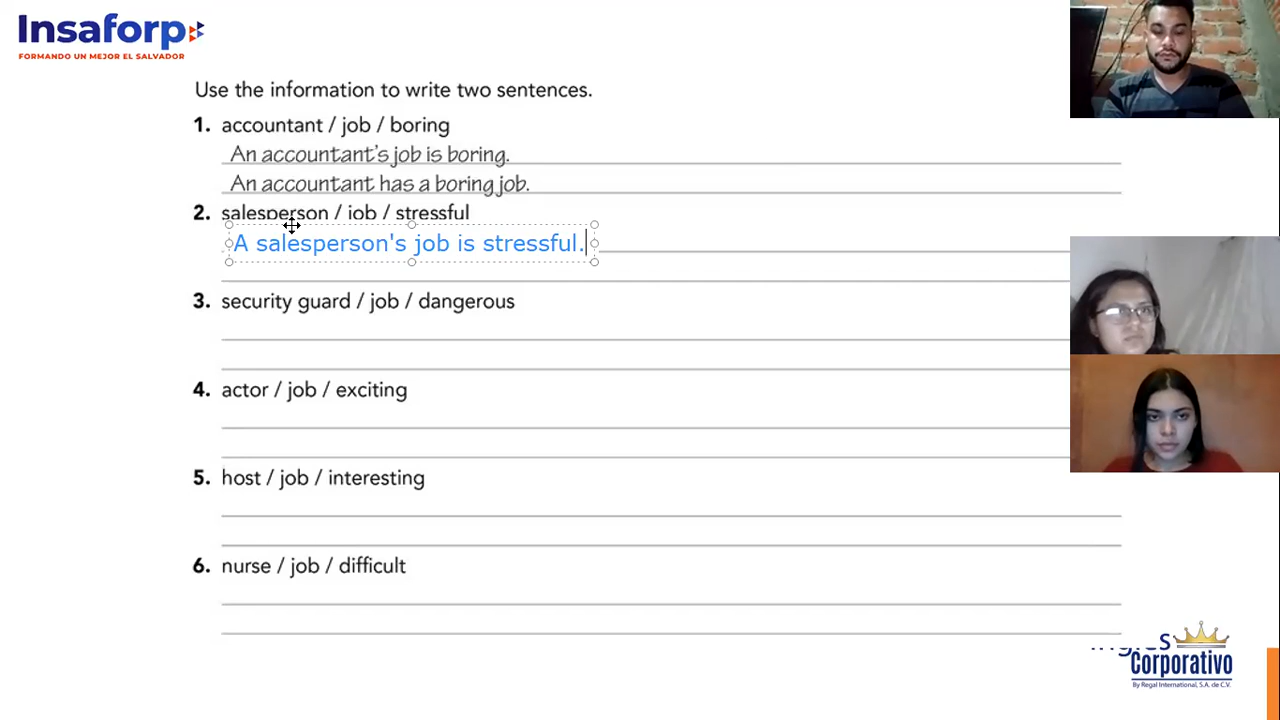 Insaforp
FORMANDO UN MEJOR EL SALVADOR
Use the information to write two sentences.
1. accountant / job / boring
An accountant's job is boring.
An accountant has a boring job.
2. salesperson / job / stressful
A salesperson's job is stressful.
3. security guard / job / dangerous
4. actor / job / exciting
5. host / job / interesting
6. nurse / job / difficult
Corporativo
By Regal International, S.A. de C.V.